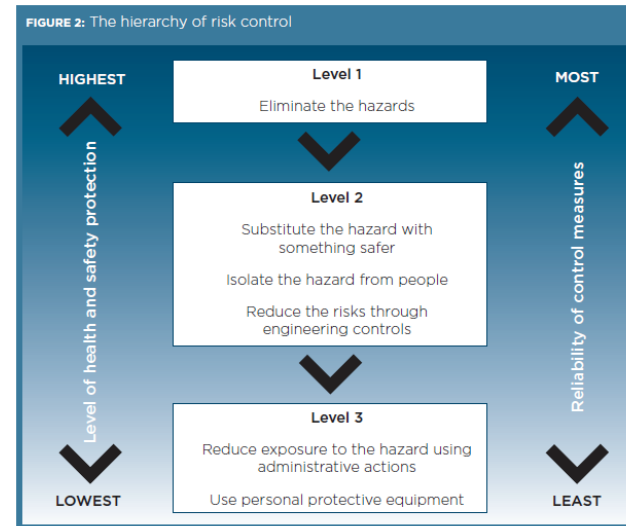 FIGURE 2: The hierarchy of risk control
HIGHEST
Level 1
MOST
Eliminate the hazards
Level of health and safety protection
Level 2
Substitute the hazard with
something safer
Isolate the hazard from people
Reduce the risks through
engineering controls
Reliability of control measures
Level 3
Reduce exposure to the hazard using
administrative actions
LOWEST
Use personal protective equipment
LEAST